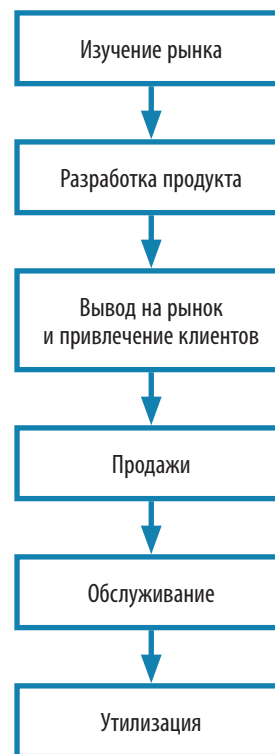 Изучение рынка
Разработка продукта
Вывод на рынок
и привлечение клиентов
Продажи
Обслуживание
Утилизация